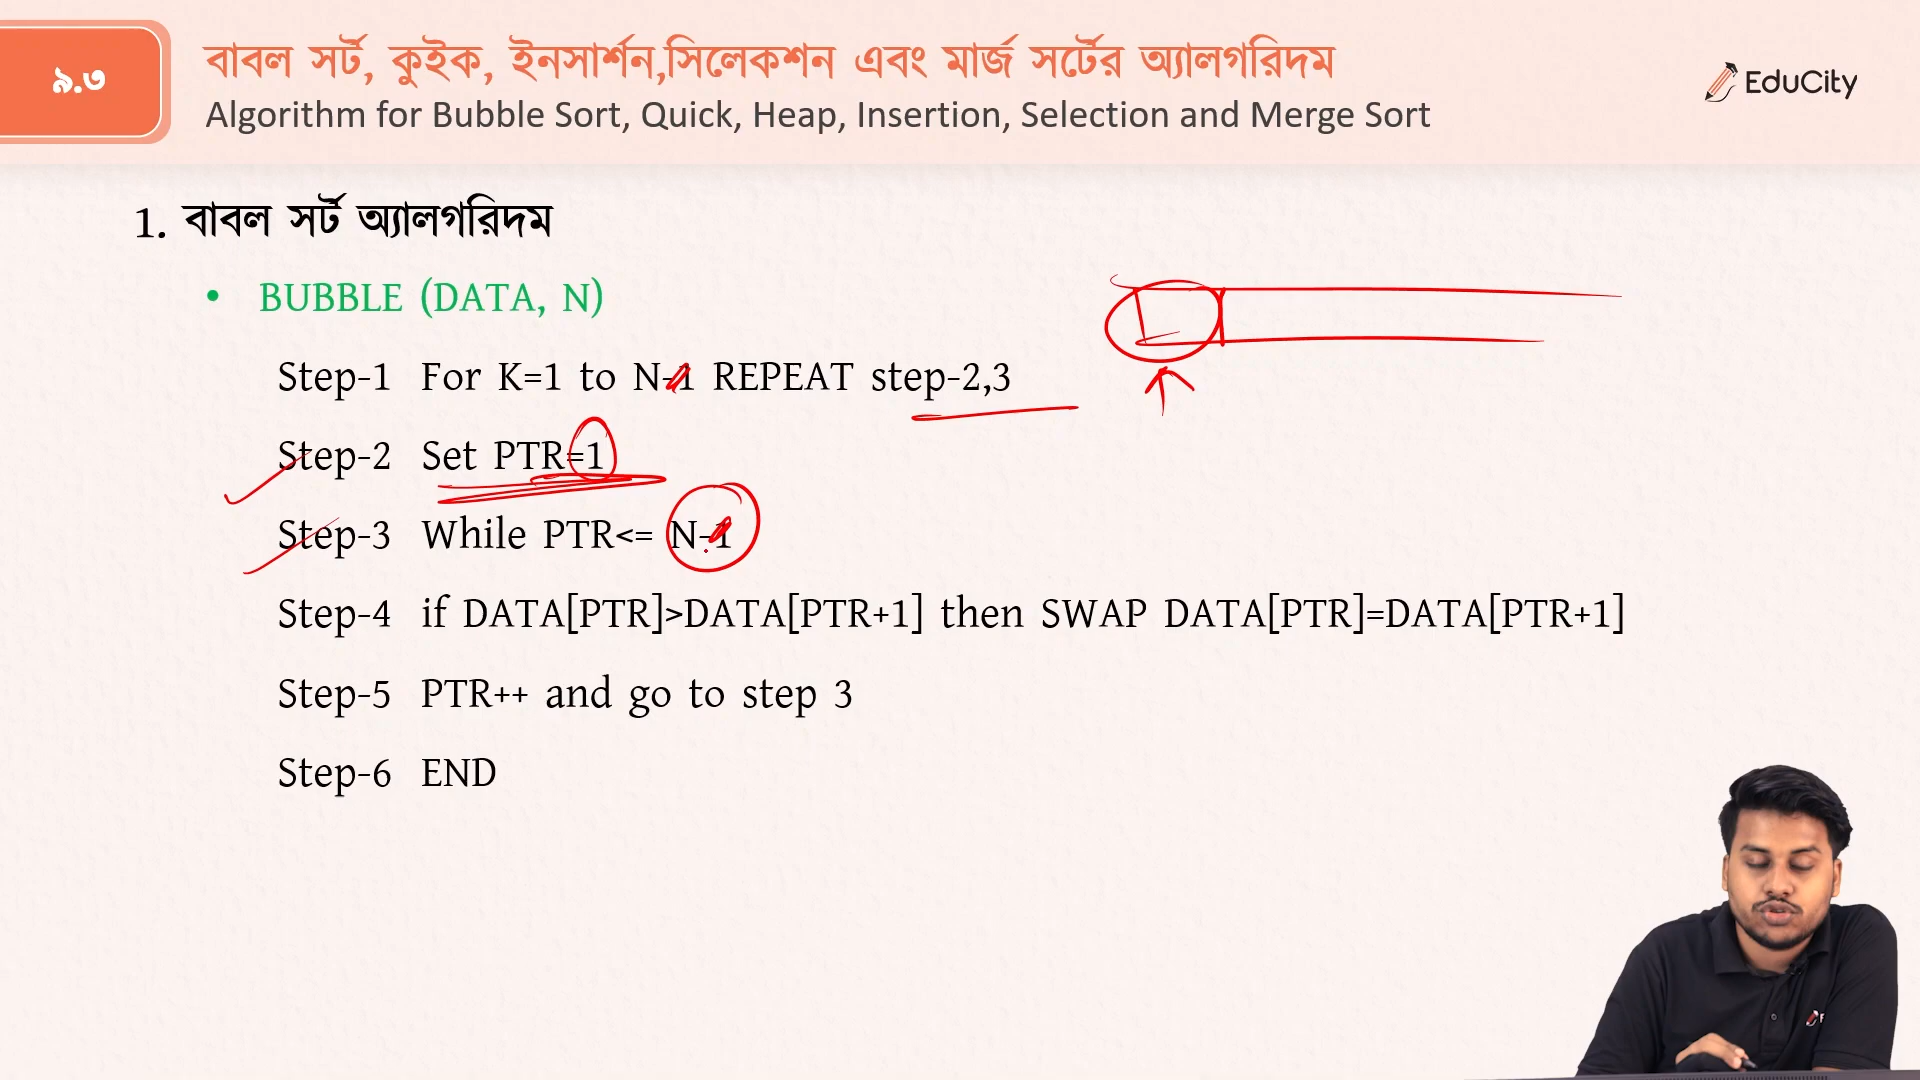 ৯.৩
বাবল সর্ট, কুইক, ইনসার্শন,সিলেকশন এবং মার্জ সর্টের অ্যালগরিদম
Algorithm for Bubble Sort, Quick, Heap, Insertion, Selection and Merge Sort
EduCity
1. বাবল সর্ট অ্যালগরিদম
• BUBBLE (DATA, N)
Step-1 For K=1 to N-1 REPEAT step-2,3
Step-2 Set PTR=1
Step-3 While PTR<= N-1
Step-4 if DATA[PTR]>DATA[PTR+1] then SWAP DATA[PTR]=DATA[PTR+1]
Step-5 PTR++ and go to step 3
Step-6 END